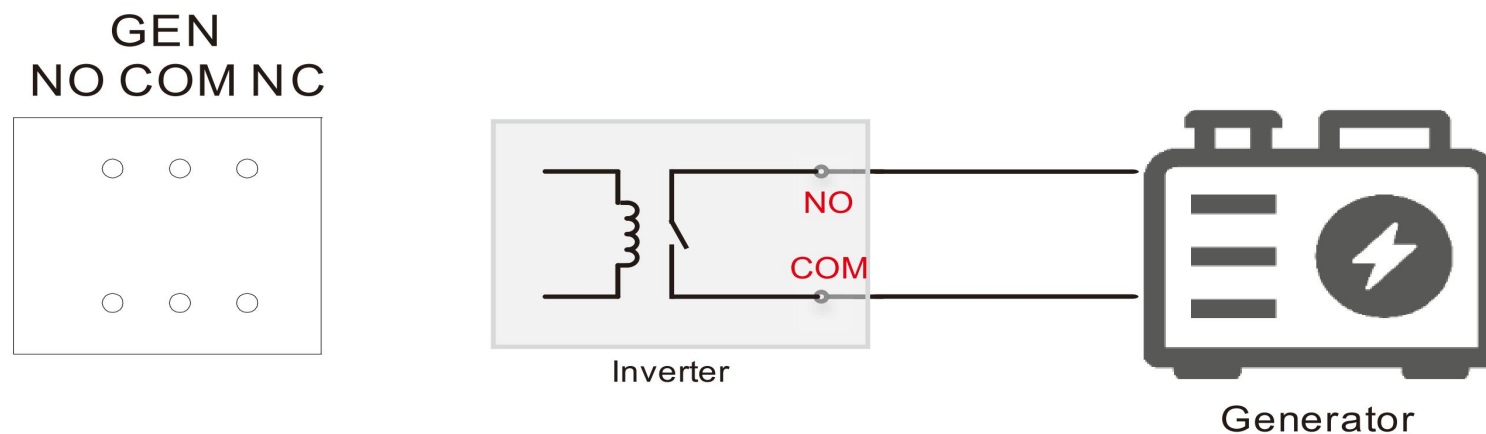 GEN
NO COM NC
NO
COM
Inverter
Generator